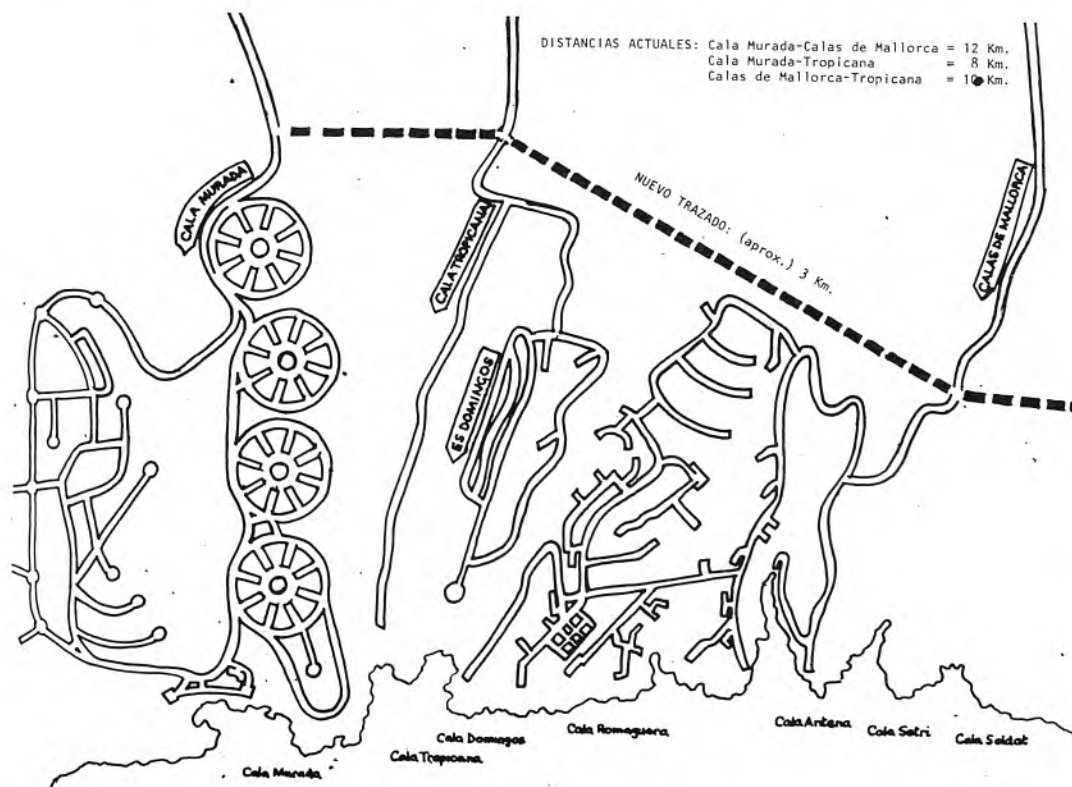 DISTANCIAS ACTUALES: Cala Murada-Calas de Mallorca = 12 Km.
Cala Murada-Tropicana = 8 Km.
Calas de Mallorca-Tropicana = 10 Km.
CALA MURADA
CALA TROPICANA
NUEVO TRAZADO: (aprox.) 3 Km.
CALAS DE MALLORCA
ES DOMINGOS
Cala Antena
Cala Romaguera
Cala Setri
Cala Soldat
Cala Domingos
Cala Tropicana
Cala Murada